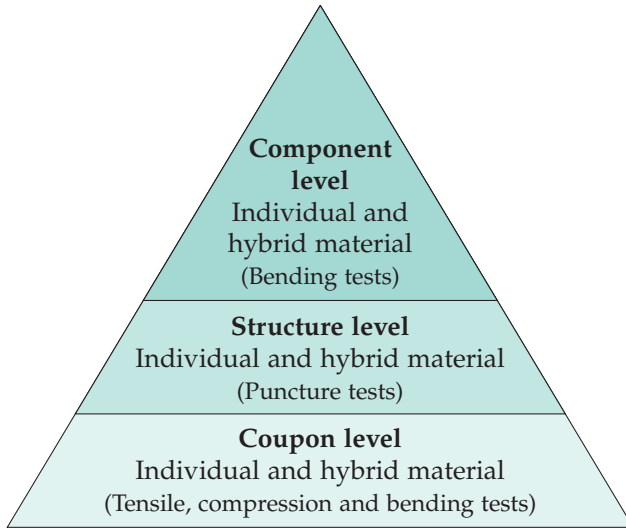 Component
level
Individual and
hybrid material
(Bending tests)
Structure level
Individual and hybrid material
(Puncture tests)
Coupon level
Individual and hybrid material
(Tensile, compression and bending tests)